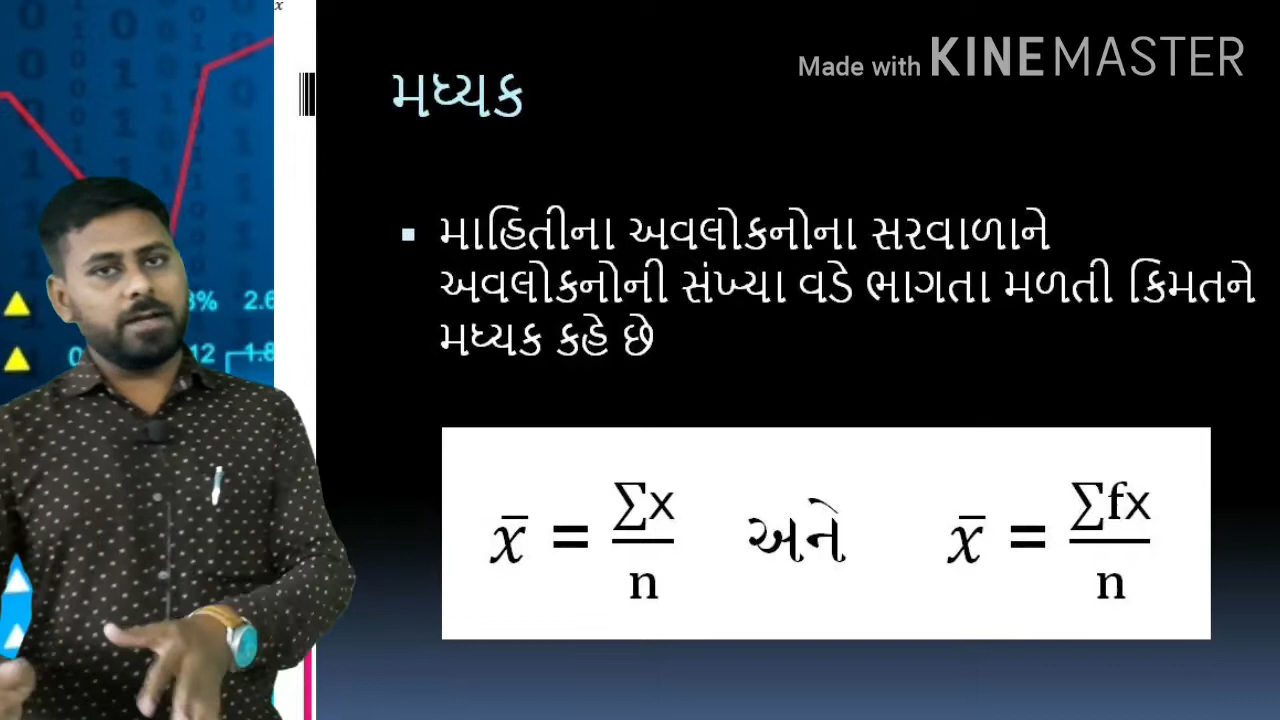 Made with KINEMASTER
મધ્યક
માહિતીના અવલોકનોના સરવાળાને
અવલોકનોની સંખ્યા વડે ભાગતા મળતી કિંમતને
મધ્યક કહે છે
x̄ = ∑x/n અને x̄ = ∑fx/n